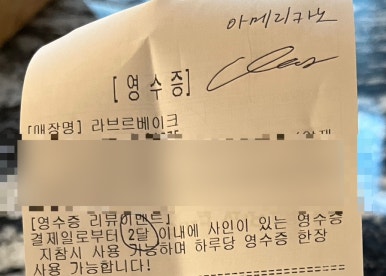 아메리카노
[영수증]
[매장명] 라브르베이크
[영수증 리뷰이벤트]
결제일로부터 2달 이내에 사인이 있는 영수증
지참시 사용 가능하며 하루당 영수증 한장
사용 가능합니다!